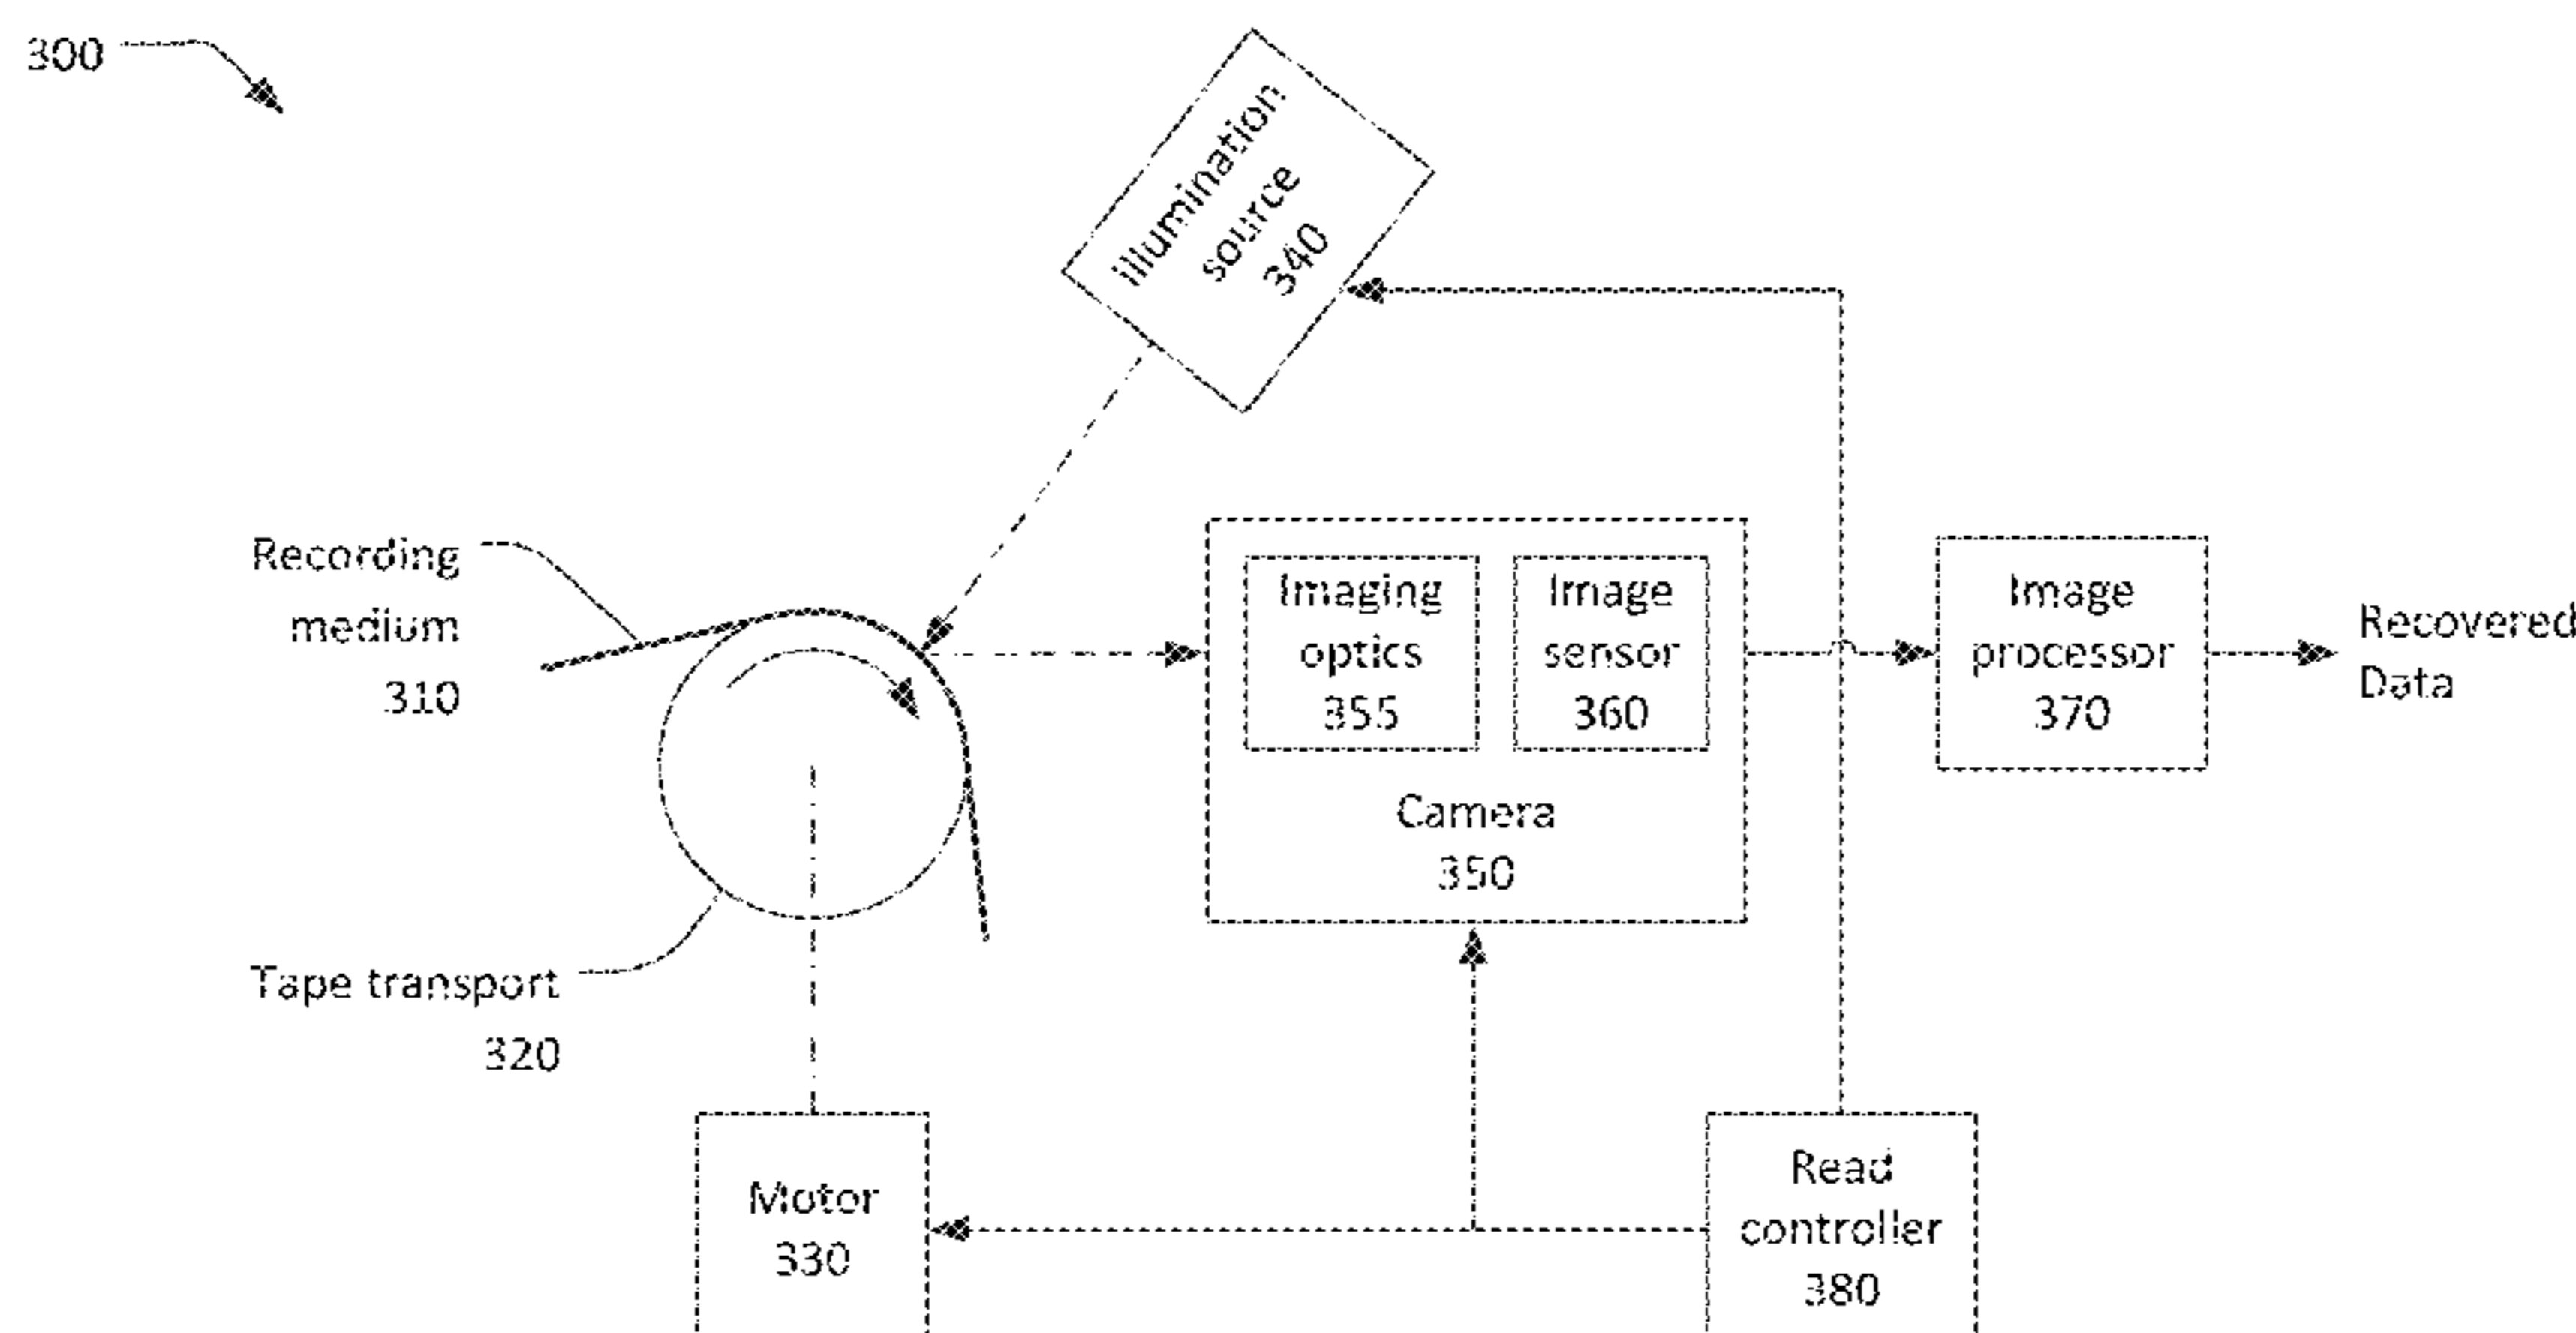 300
illumination
source
340
Recording
medium
310
Imaging
optics
355
Image
sensor
360
Camera
350
Image
processor
370
Recovered
Data
Tape transport
320
Motor
330
Read
controller
380